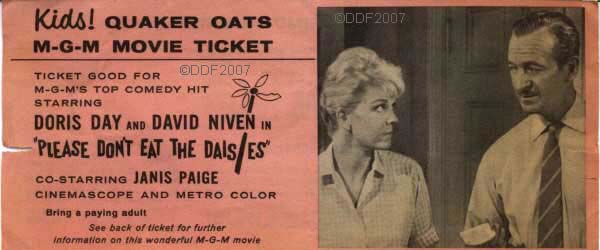 Kids! QUAKER OATS
M-G-M MOVIE TICKET
©DDF2007
©DDF2007
TICKET GOOD FOR
M-G-M'S TOP COMEDY HIT
STARRING
DORIS DAY AND DAVID NIVEN IN
"PLEASE DON'T EAT THE DAISIES"
CO-STARRING JANIS PAIGE
CINEMASCOPE AND METRO COLOR
Bring a paying adult
See back of ticket for further
information on this wonderful M-G-M movie
©DDF2007
©DDF2007